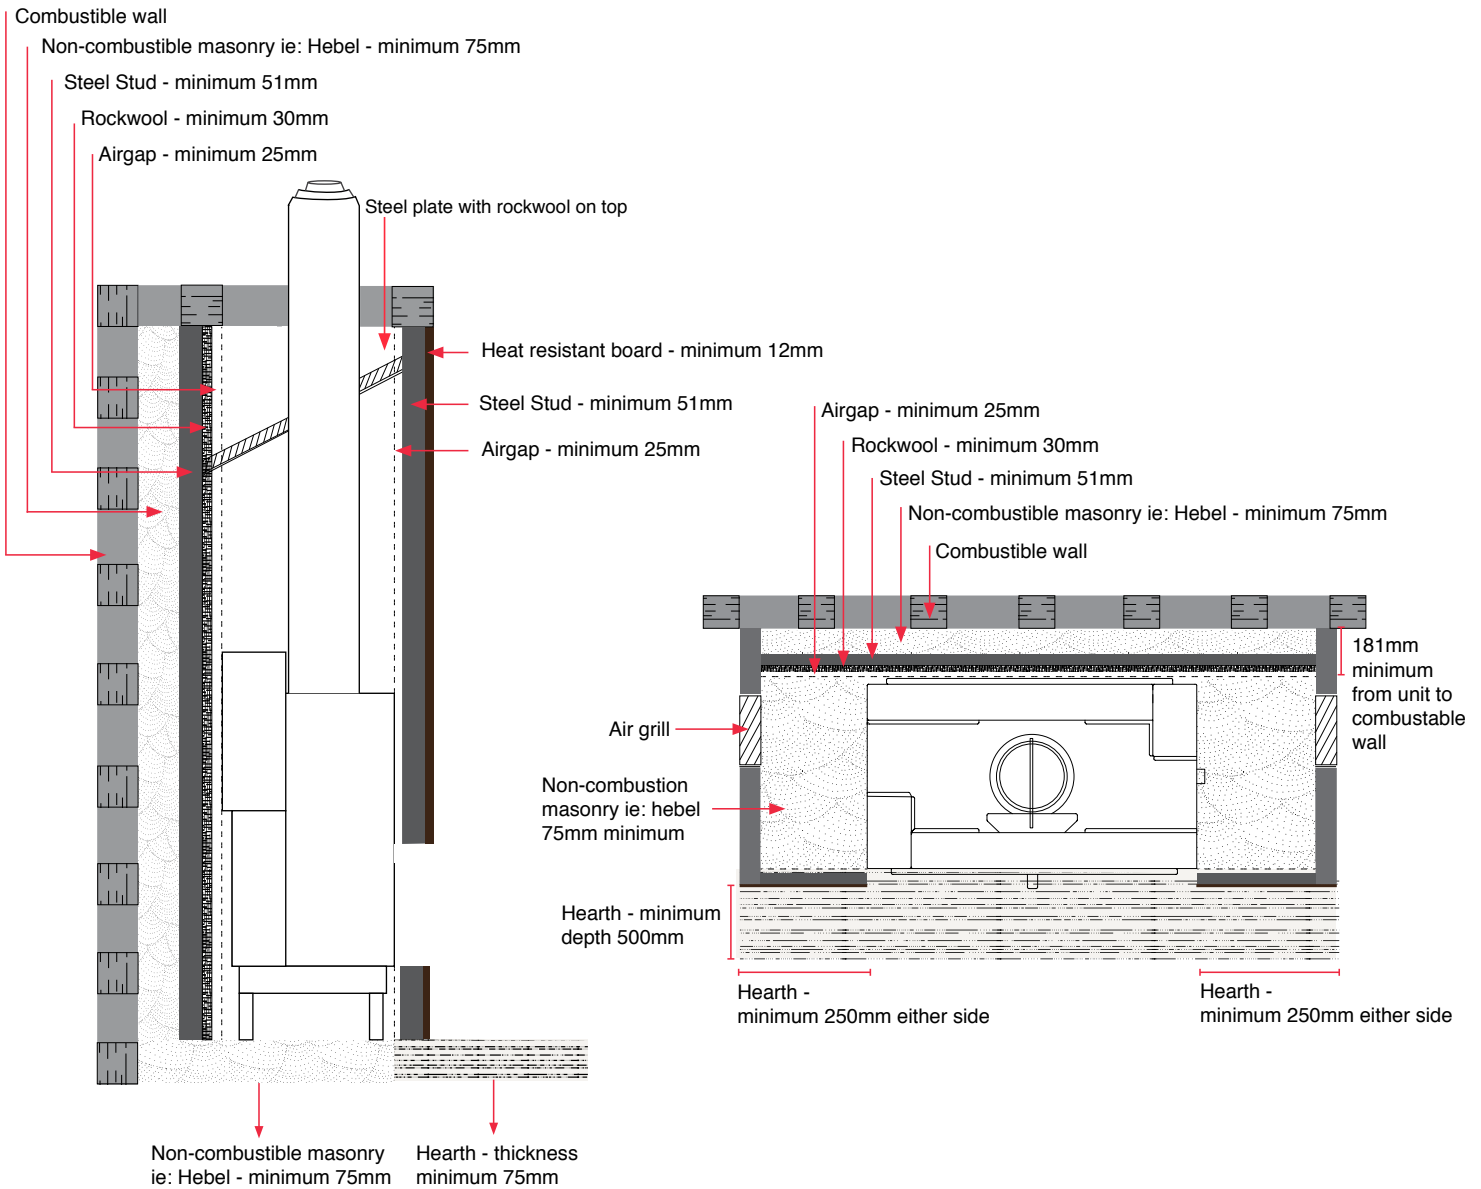 Combustible wall
Non-combustible masonry ie: Hebel - minimum 75mm
Steel Stud - minimum 51mm
Rockwool - minimum 30mm
Airgap - minimum 25mm
Steel plate with rockwool on top
Heat resistant board - minimum 12mm
Steel Stud - minimum 51mm
Airgap - minimum 25mm
Non-combustible masonry
ie: Hebel - minimum 75mm
Hearth - thickness
minimum 75mm
Airgap - minimum 25mm
Rockwool - minimum 30mm
Steel Stud - minimum 51mm
Non-combustible masonry ie: Hebel - minimum 75mm
Combustible wall
181mm
minimum
from unit to
combustable
wall
Air grill
Non-combustion
masonry ie: hebel
75mm minimum
Hearth - minimum
depth 500mm
Hearth -
minimum 250mm either side
Hearth -
minimum 250mm either side